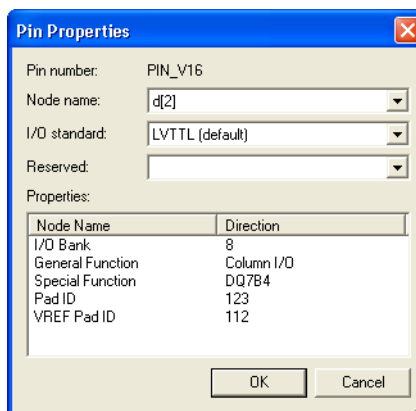 Pin Properties
Pin number: PIN_V16
Node name: d[2]
I/O standard: LVTTL (default)
Reserved:
Properties:
Node Name Direction
I/O Bank 8
General Function Column I/O
Special Function DQ7B4
Pad ID 123
VREF Pad ID 112
OK Cancel